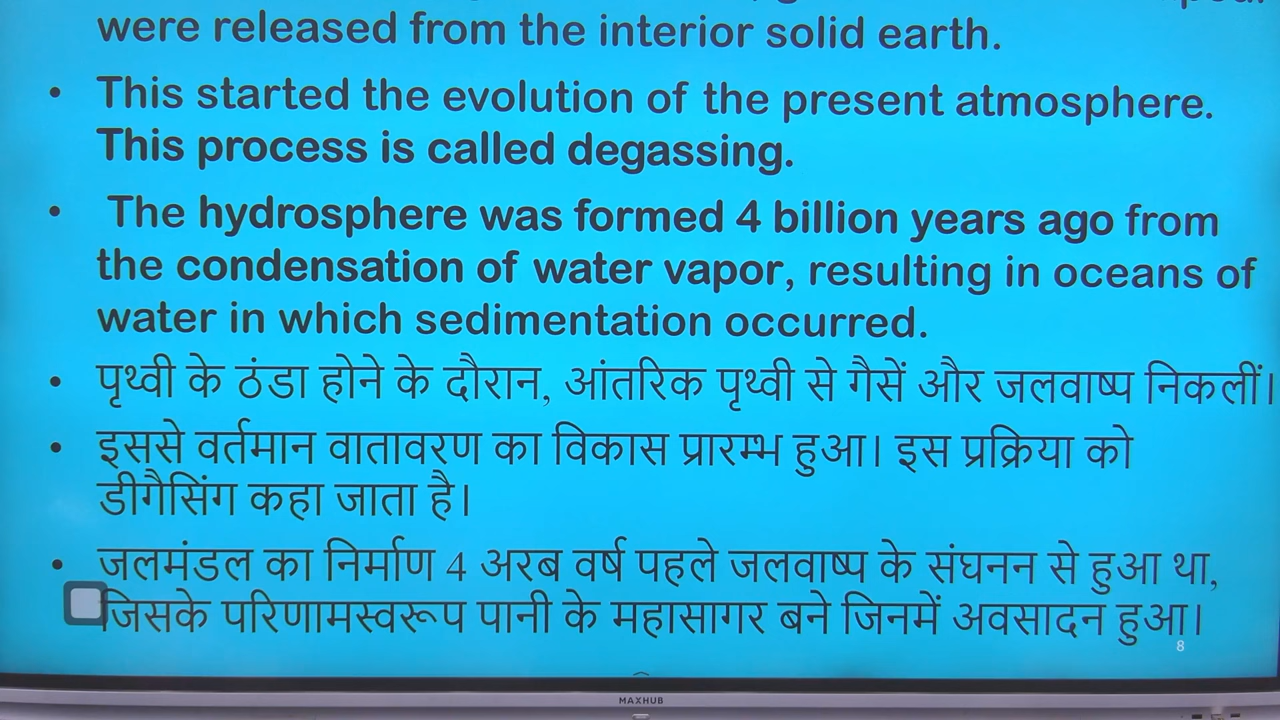 were released from the interior solid earth.
• This started the evolution of the present atmosphere.
This process is called degassing.
• The hydrosphere was formed 4 billion years ago from
the condensation of water vapor, resulting in oceans of
water in which sedimentation occurred.
• पृथ्वी के ठंडा होने के दौरान, आंतरिक पृथ्वी से गैसें और जलवाष्प निकलीं।
• इससे वर्तमान वातावरण का विकास प्रारम्भ हुआ। इस प्रक्रिया को
डीगैसिंग कहा जाता है।
• जलमंडल का निर्माण 4 अरब वर्ष पहले जलवाष्प के संघनन से हुआ था,
जिसके परिणामस्वरूप पानी के महासागर बने जिनमें अवसादन हुआ।
8
MAXHUB